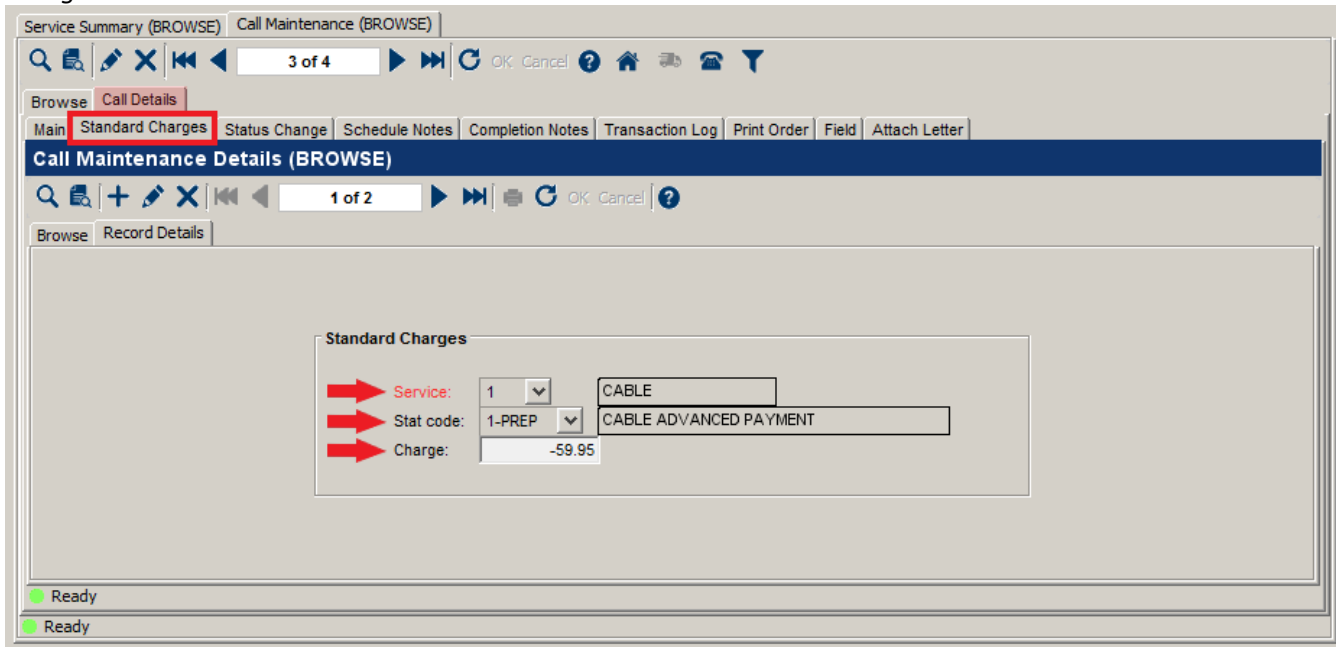 Service Summary (BROWSE) Call Maintenance (BROWSE)
3 of 4 OK Cancel ?
Browse Call Details
Main Standard Charges Status Change Schedule Notes Completion Notes Transaction Log Print Order Field Attach Letter
Call Maintenance Details (BROWSE)
1 of 2 OK Cancel ?
Browse Record Details
Standard Charges
Service: 1 CABLE
Stat code: 1-PREP CABLE ADVANCED PAYMENT
Charge: -59.95
Ready
Ready